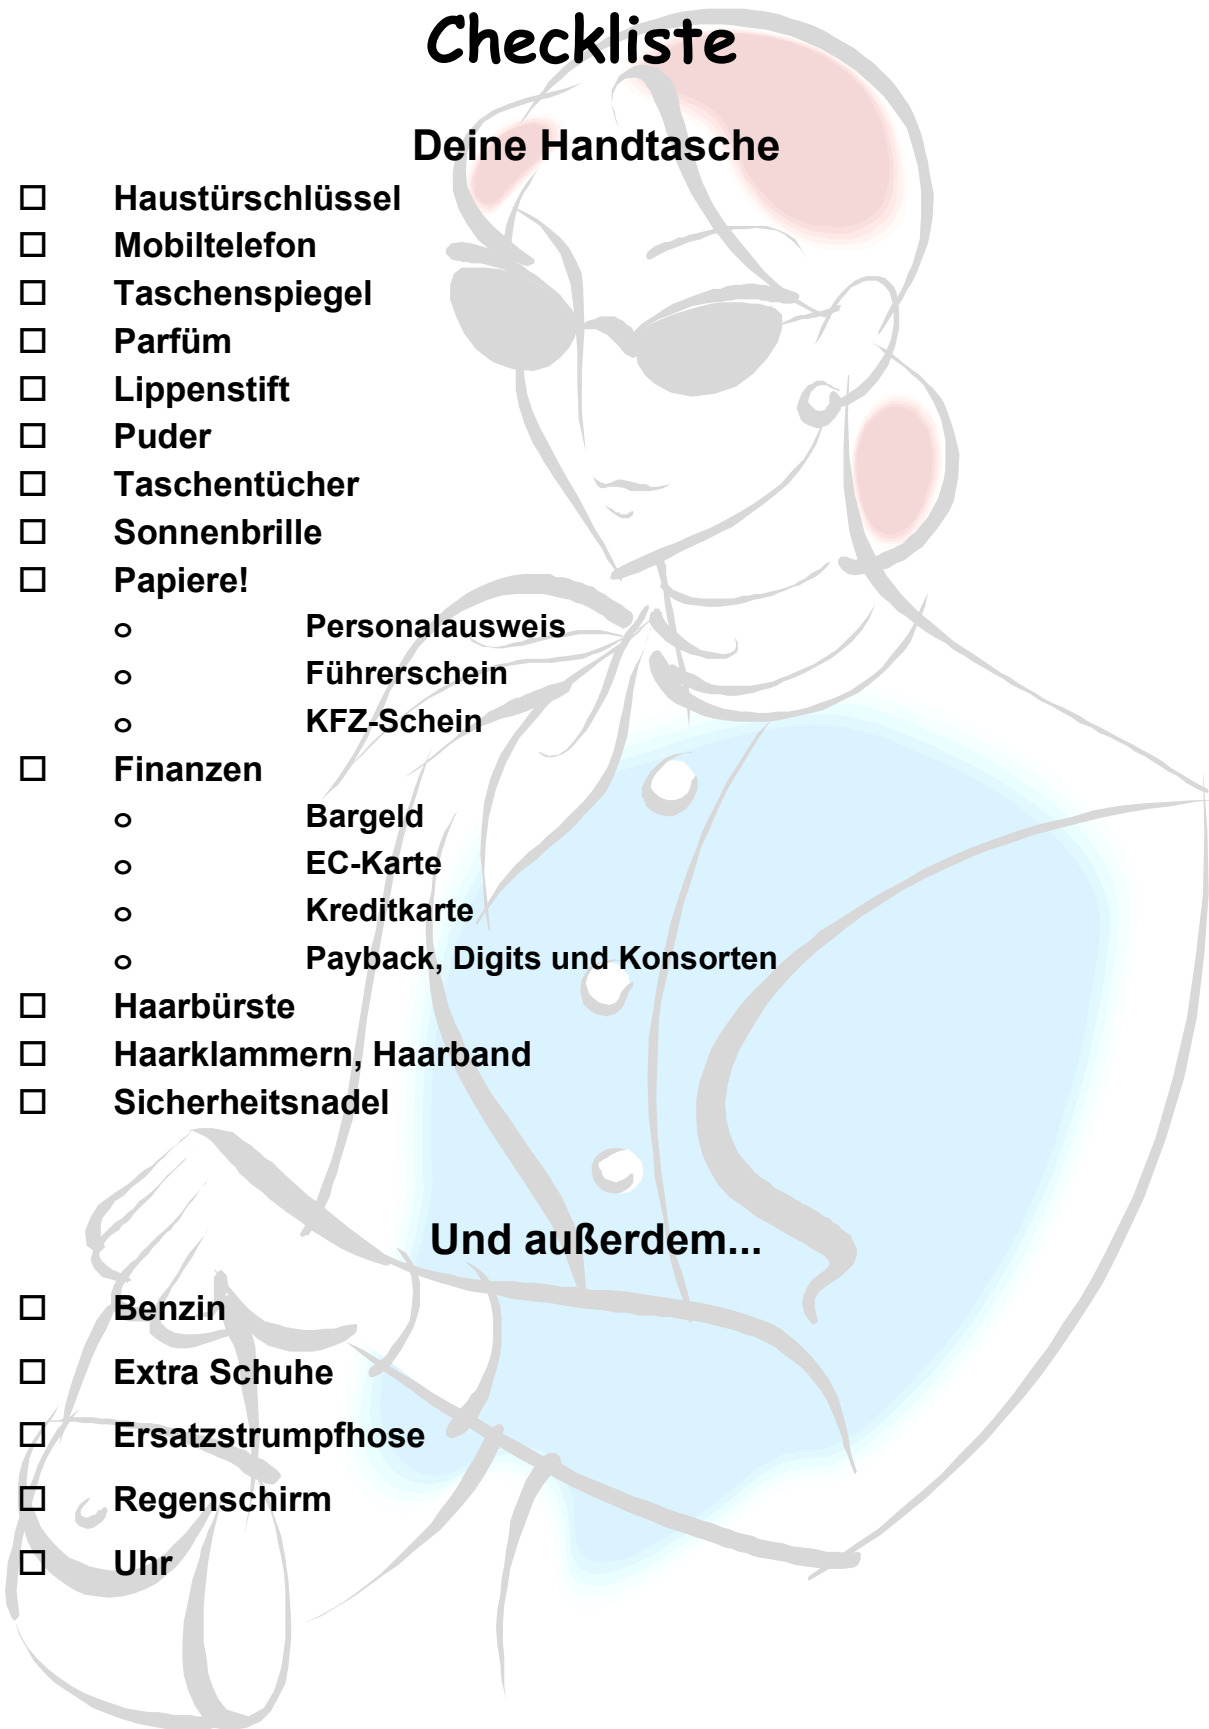 Checkliste
Deine Handtasche
☐ Haustürschlüssel
☐ Mobiltelefon
☐ Taschenspiegel
☐ Parfüm
☐ Lippenstift
☐ Puder
☐ Taschentücher
☐ Sonnenbrille
☐ Papiere!
o Personalausweis
o Führerschein
o KFZ-Schein
☐ Finanzen
o Bargeld
o EC-Karte
o Kreditkarte
o Payback, Digits und Konsorten
☐ Haarbürste
☐ Haarklammern, Haarband
☐ Sicherheitsnadel
Und außerdem...
☐ Benzin
☐ Extra Schuhe
☐ Ersatzstrumpfhose
☐ Regenschirm
☐ Uhr